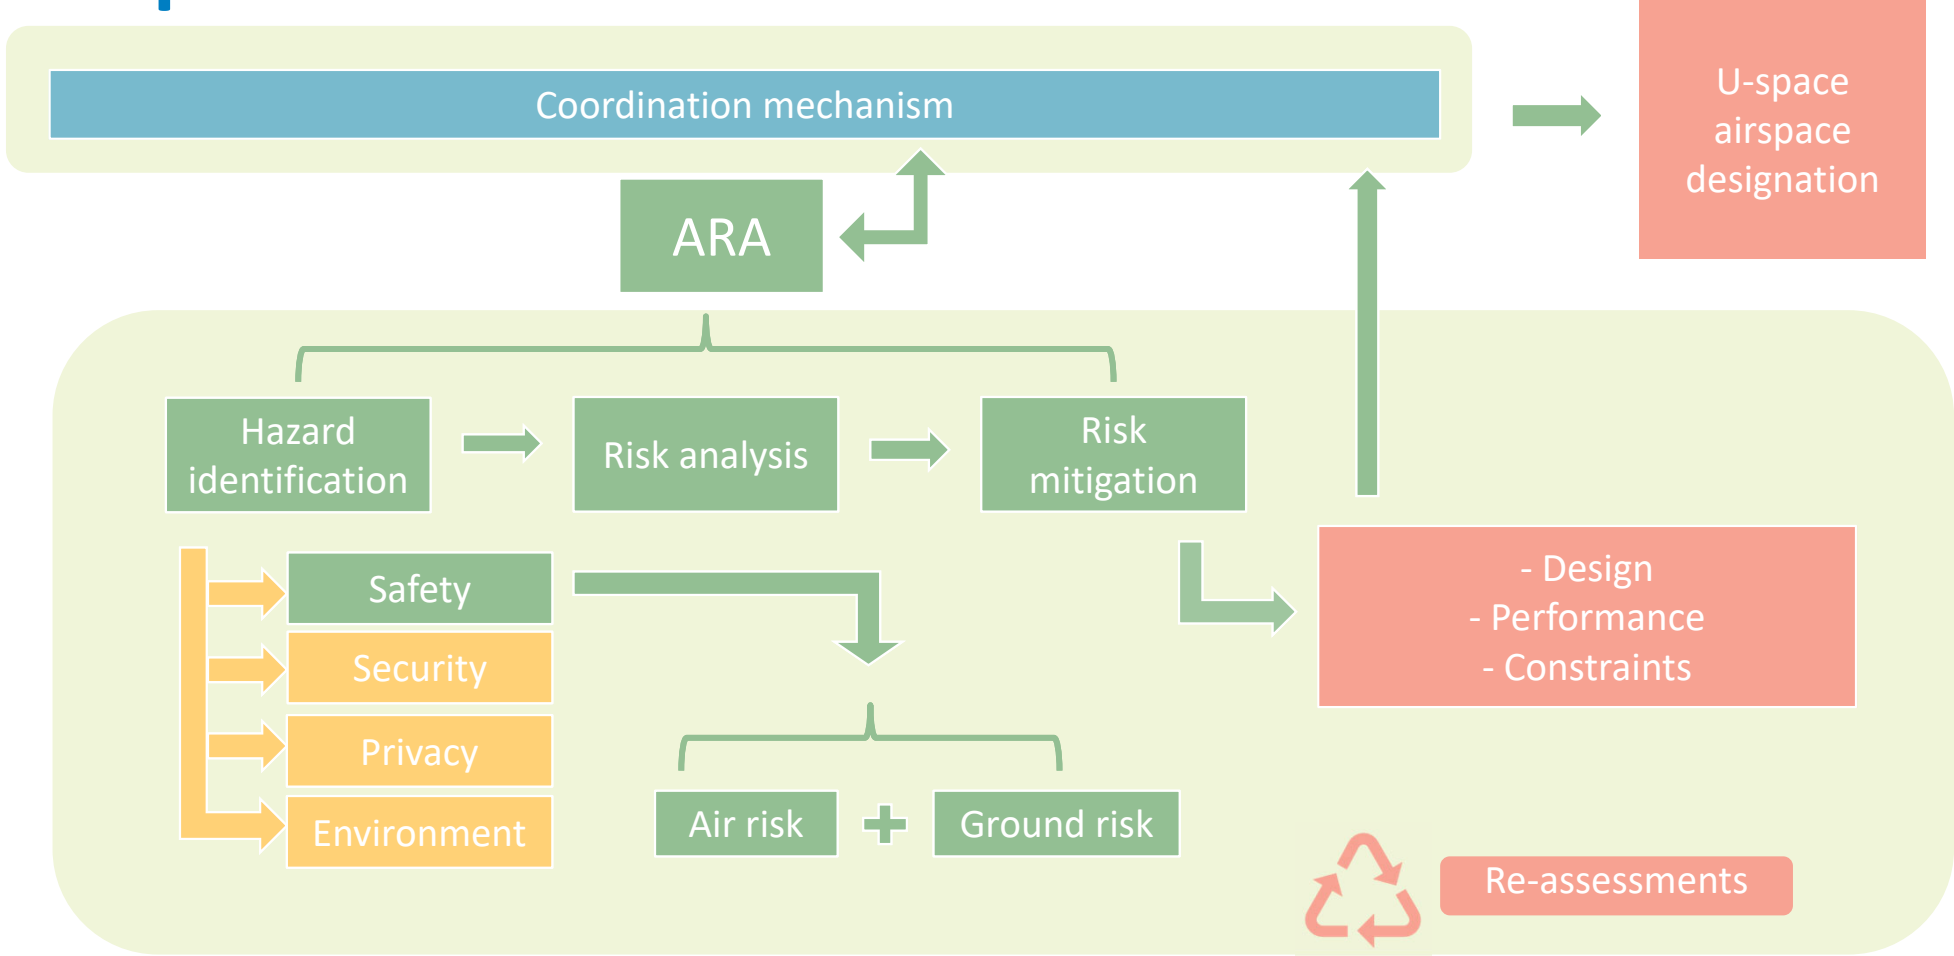 Coordination mechanism
U-space
airspace
designation
ARA
Hazard
identification
Risk analysis
Risk
mitigation
Safety
Security
Privacy
Environment
- Design
- Performance
- Constraints
Air risk
Ground risk
Re-assessments